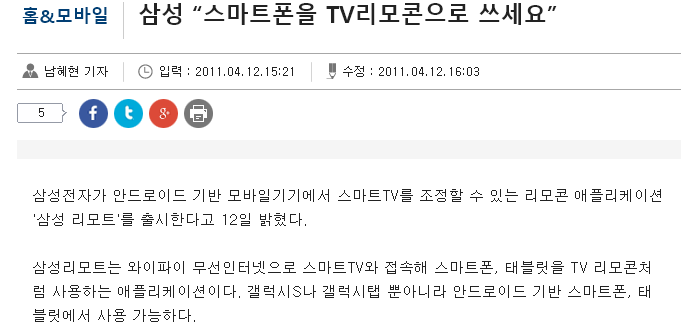 홈&모바일
삼성 “스마트폰을 TV리모콘으로 쓰세요”
남혜현 기자
입력 : 2011.04.12.15:21
수정 : 2011.04.12.16:03
5
삼성전자가 안드로이드 기반 모바일기기에서 스마트TV를 조정할 수 있는 리모콘 애플리케이션
'삼성 리모트'를 출시한다고 12일 밝혔다.
삼성리모트는 와이파이 무선인터넷으로 스마트TV와 접속해 스마트폰, 태블릿을 TV 리모콘처
럼 사용하는 애플리케이션이다. 갤럭시S나 갤럭시탭 뿐아니라 안드로이드 기반 스마트폰, 태
블릿에서 사용 가능하다.